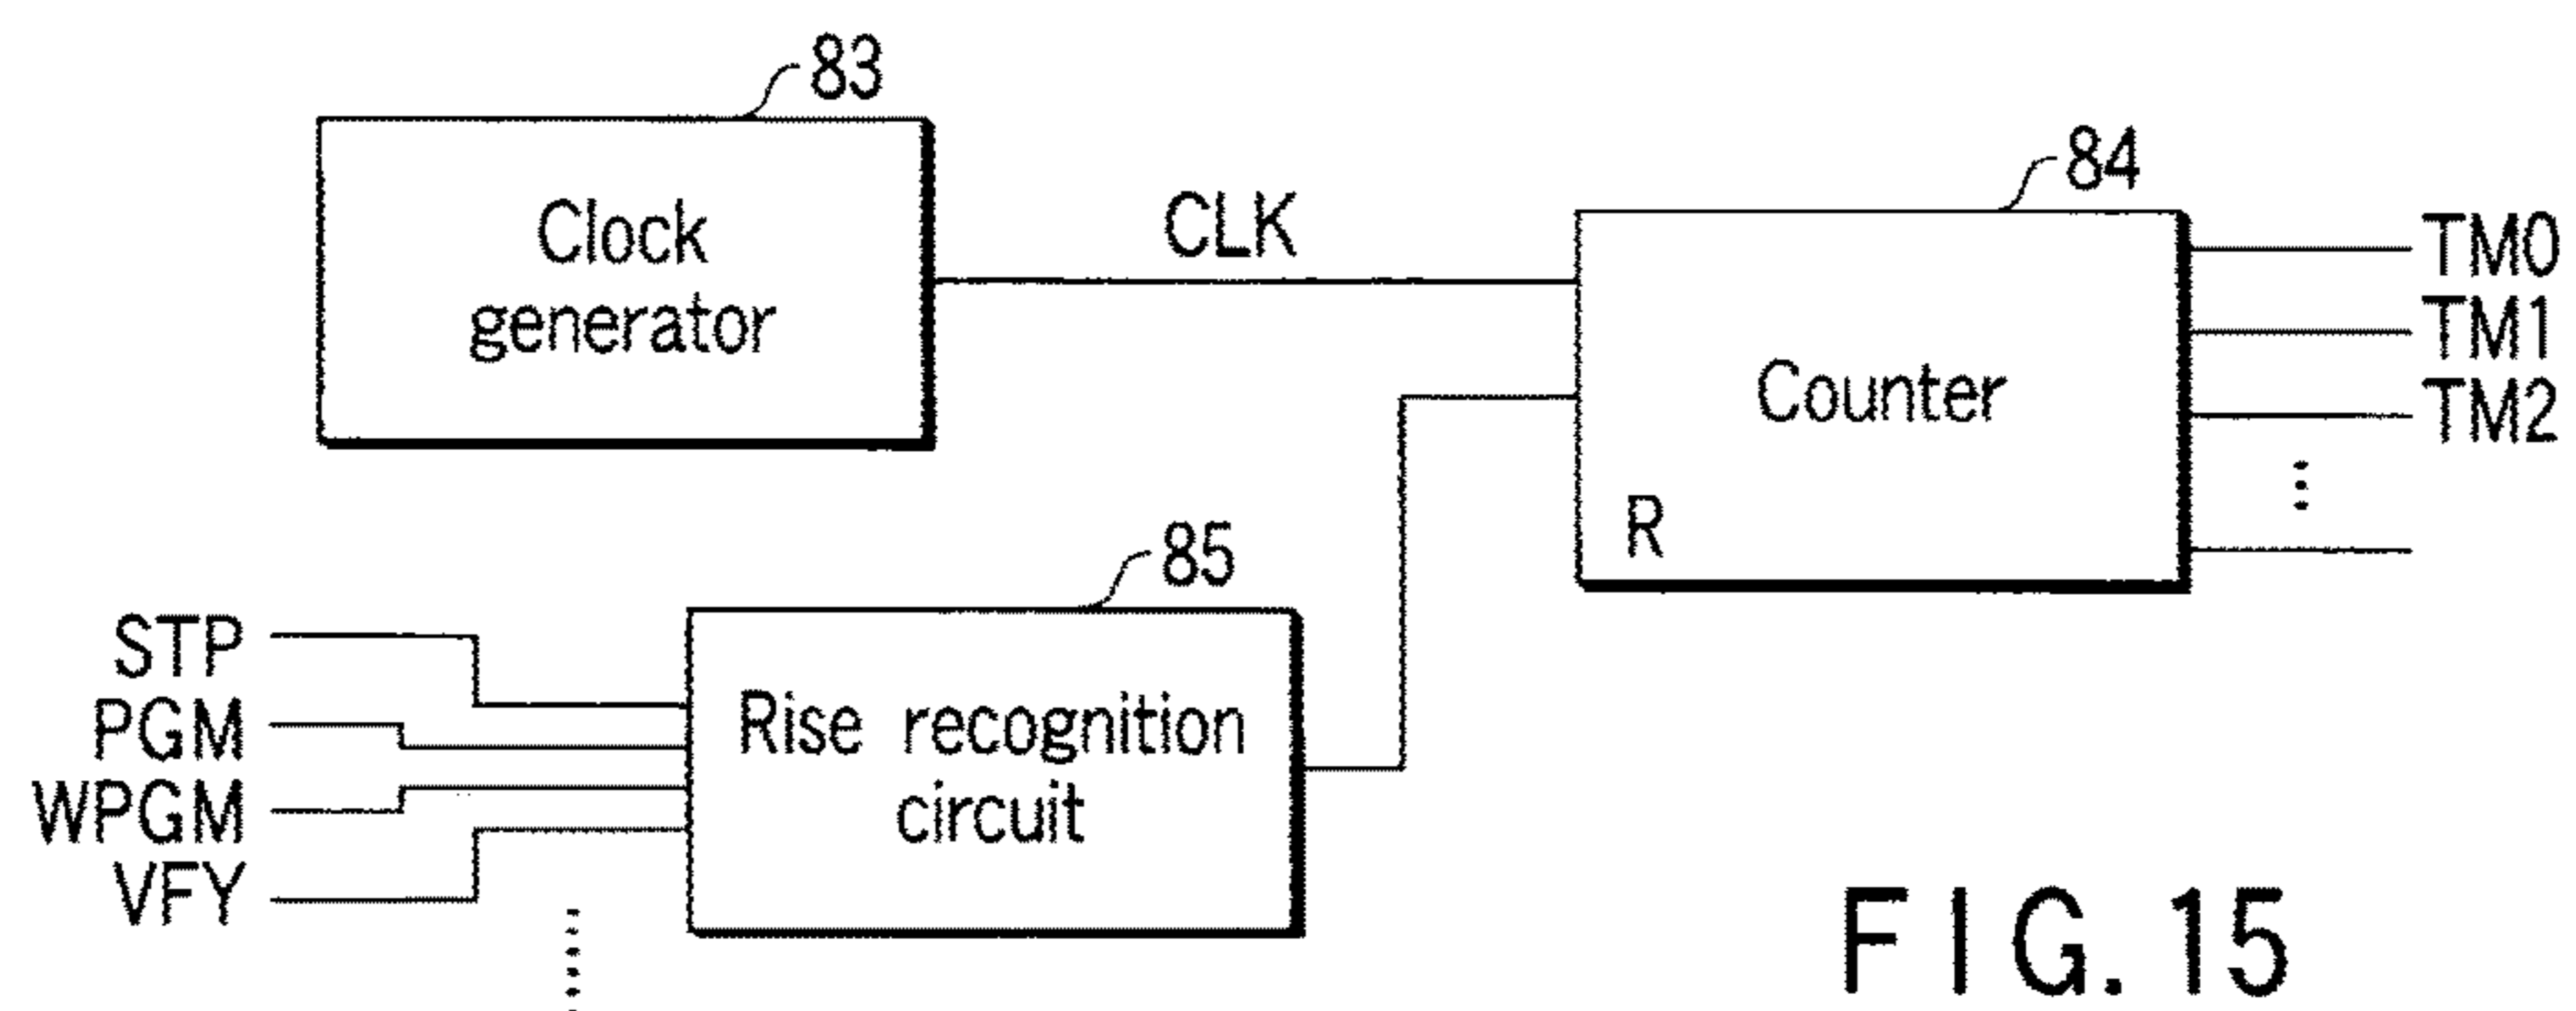 83
Clock
generator
CLK
84
Counter
R
TM0
TM1
TM2
85
STP
PGM
WPGM
VFY
Rise recognition
circuit
FIG. 15